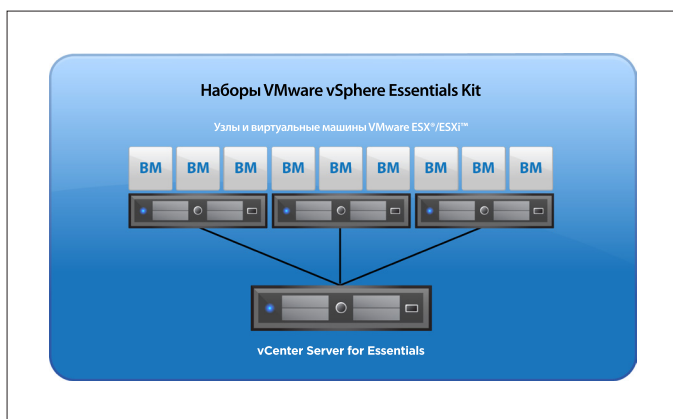 Наборы VMware vSphere Essentials Kit
Узлы и виртуальные машины VMware ESX®/ESXi™
ВМ ВМ ВМ ВМ ВМ ВМ ВМ ВМ ВМ
vCenter Server for Essentials